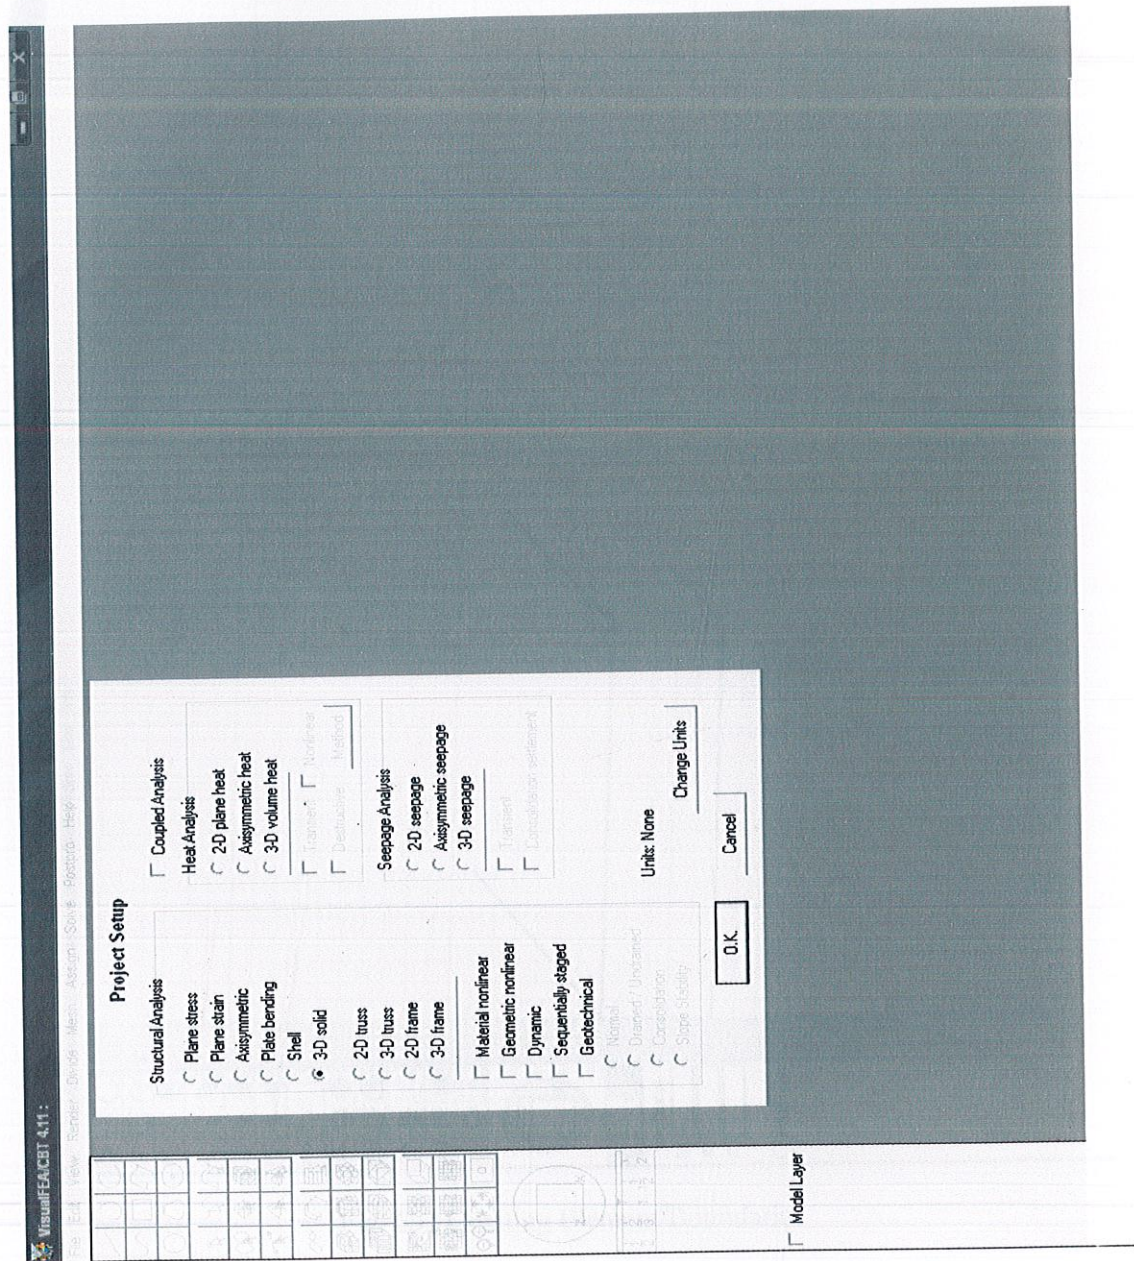 VisualFEA/CBT 4.11 :
File Edit View Render Divide Mesh Assign Solve Postpro Help
Project Setup
Structural Analysis
Plane stress
Plane strain
Axisymmetric
Plate bending
Shell
3-D solid
2-D truss
3-D truss
2-D frame
3-D frame
Material nonlinear
Geometric nonlinear
Dynamic
Sequentially staged
Geotechnical
Normal
Drained / Undrained
Consolidation
Slope Stability
Coupled Analysis
Heat Analysis
2-D plane heat
Axisymmetric heat
3-D volume heat
Transient Nonlinear
Destructive Method
Seepage Analysis
2-D seepage
Axisymmetric seepage
3-D seepage
Transient
Consolidation settlement
Units: None
Change Units
O.K. Cancel
Model Layer